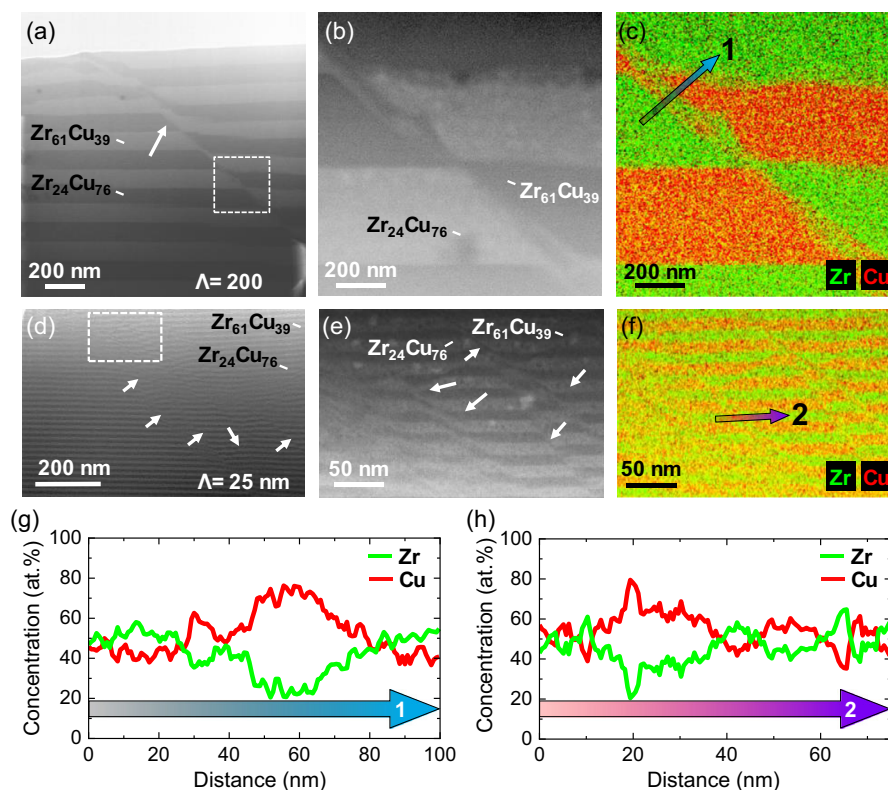 (a)
Zr61Cu39
Zr24Cu76
200 nm
Λ= 200
(b)
Zr61Cu39
Zr24Cu76
200 nm
(c)
1
200 nm
Zr Cu
(d)
Zr61Cu39
Zr24Cu76
200 nm
Λ= 25 nm
(e)
Zr61Cu39
Zr24Cu76
50 nm
(f)
2
50 nm
Zr Cu
(g)
Concentration (at.%)
100
80
60
40
20
0
Zr
Cu
1
0 20 40 60 80 100
Distance (nm)
(h)
Concentration (at.%)
100
80
60
40
20
0
Zr
Cu
2
0 20 40 60
Distance (nm)